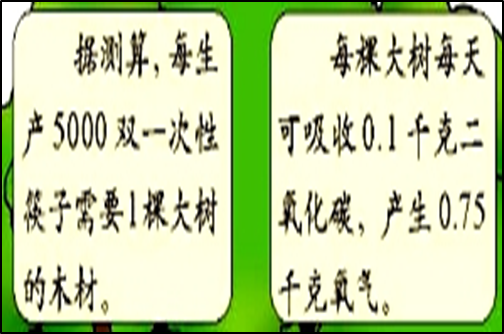 据测算，每生
产5000双一次性
筷子需要1棵大树
的木材。
每棵大树每天
可吸收0.1千克二
氧化碳，产生0.75
千克氧气。